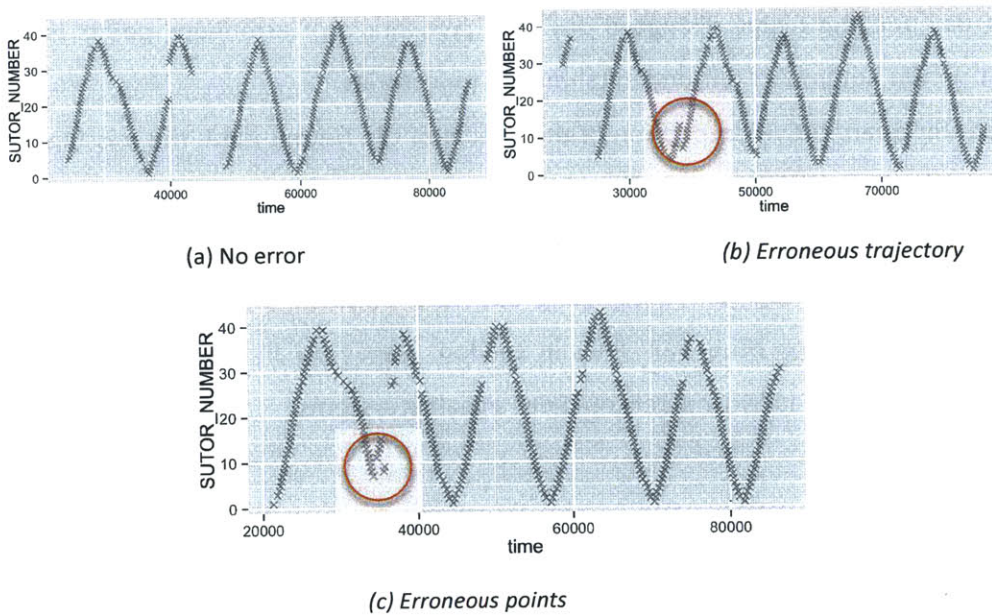 SUTOR_NUMBER
40
30
20
10
0
40000
60000
80000
time
(a) No error
SUTOR_NUMBER
40
30
20
10
0
30000
50000
70000
time
(b) Erroneous trajectory
SUTOR_NUMBER
40
30
20
10
0
20000
40000
60000
80000
time
(c) Erroneous points